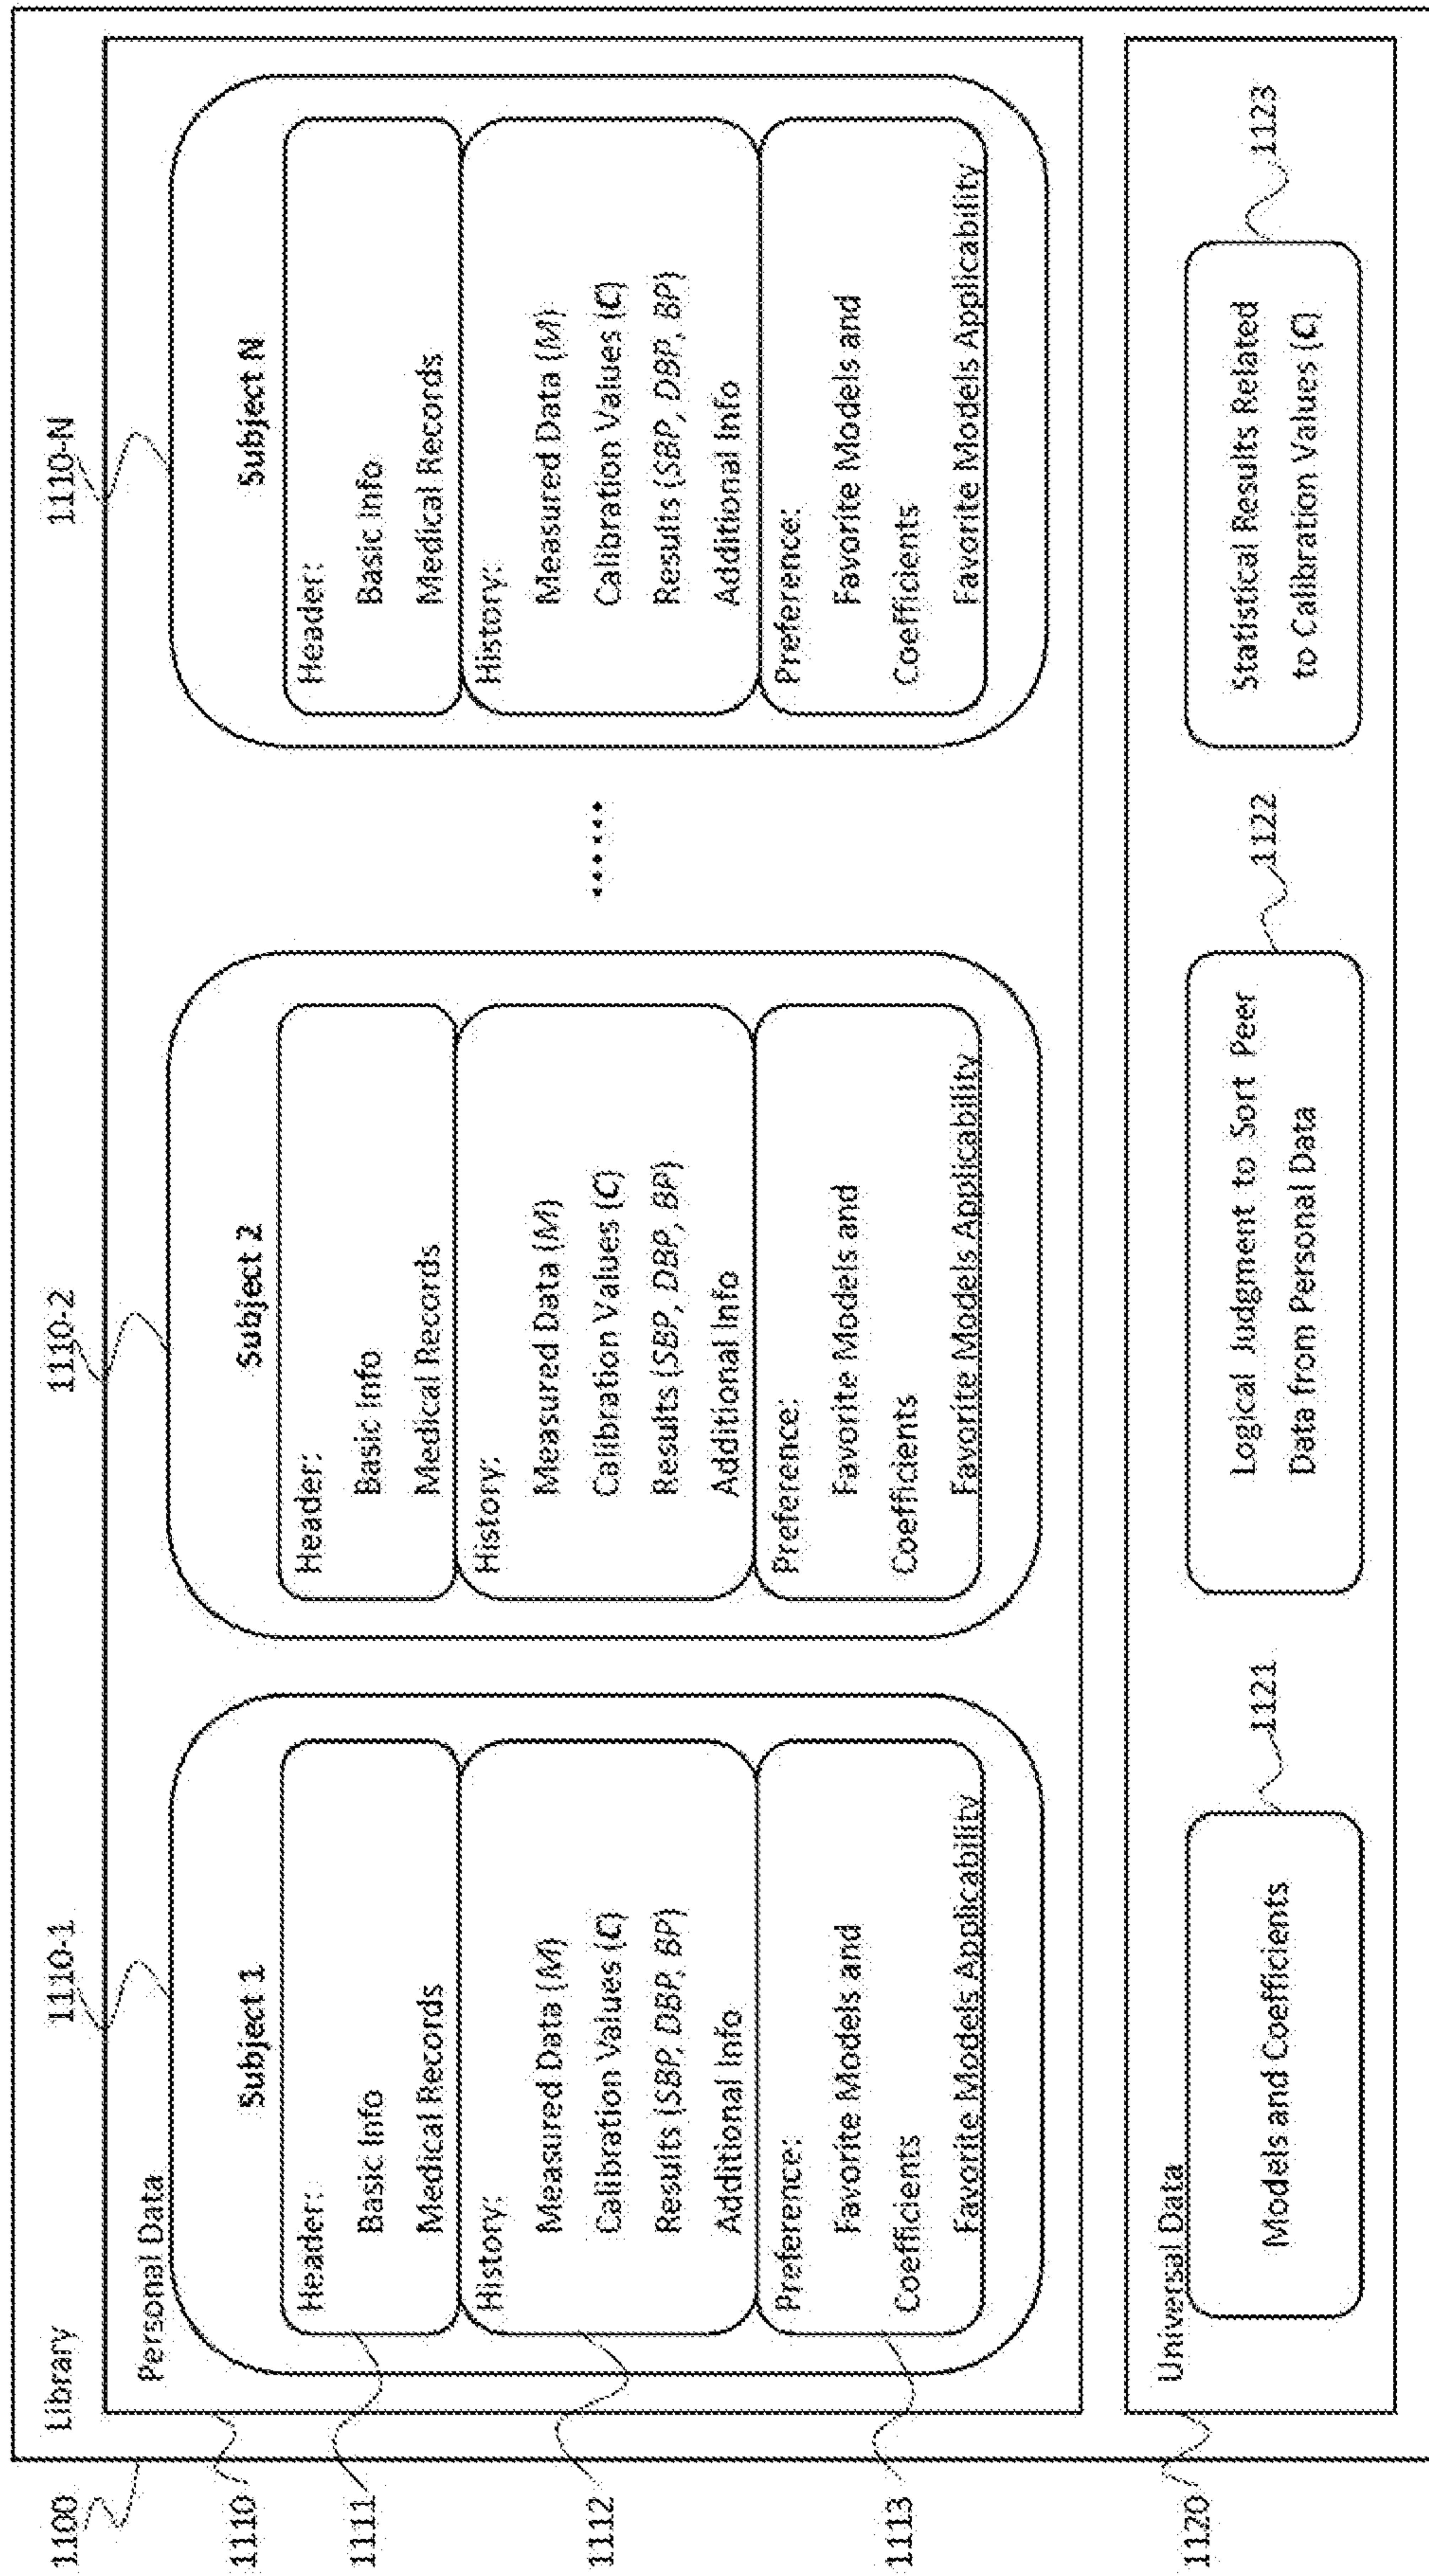 1100
Library
1110
Personal Data
1110-1
Subject 1
1111
Header:
Basic Info
Medical Records
1112
History:
Measured Data (M)
Calibration Values (C)
Results (SBP, DBP, BP)
Additional Info
1113
Preference:
Favorite Models and
Coefficients
Favorite Models Applicability
1110-2
Subject 2
Header:
Basic Info
Medical Records
History:
Measured Data (M)
Calibration Values (C)
Results (SBP, DBP, BP)
Additional Info
Preference:
Favorite Models and
Coefficients
Favorite Models Applicability
......
1110-N
Subject N
Header:
Basic Info
Medical Records
History:
Measured Data (M)
Calibration Values (C)
Results (SBP, DBP, BP)
Additional Info
Preference:
Favorite Models and
Coefficients
Favorite Models Applicability
1120
Universal Data
1121
Models and Coefficients
1122
Logical Judgment to Sort Peer
Data from Personal Data
1123
Statistical Results Related
to Calibration Values (C)